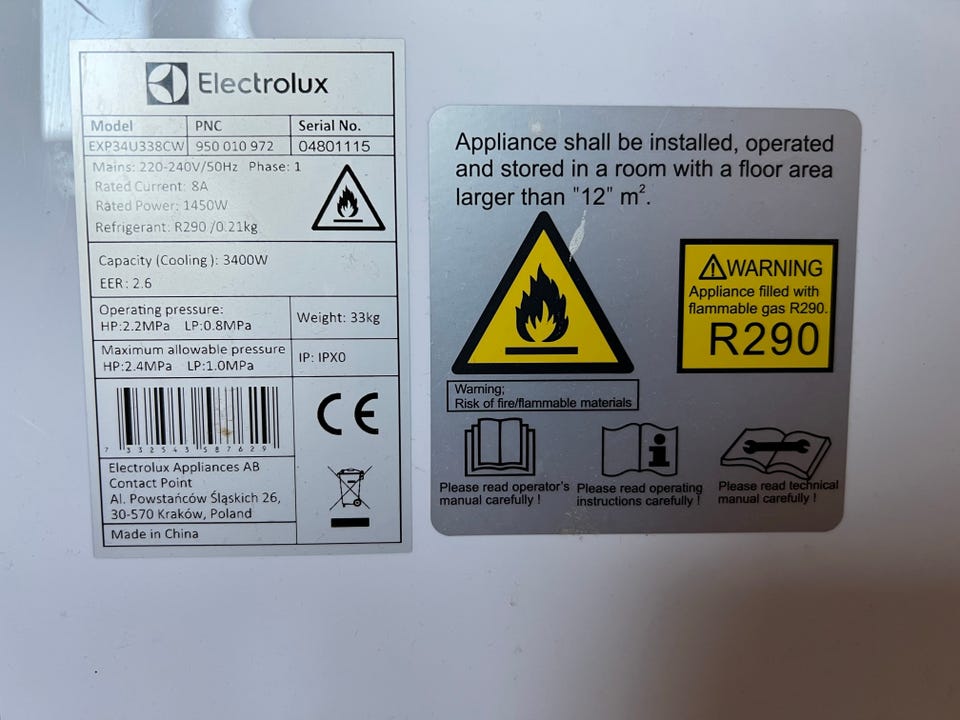 Electrolux
Model PNC Serial No.
EXP34U338CW 950 010 972 04801115
Mains: 220-240V/50Hz Phase: 1
Rated Current: 8A
Rated Power: 1450W
Refrigerant: R290 /0.21kg
Capacity (Cooling ): 3400W
EER: 2.6
Operating pressure:
HP:2.2MPa LP:0.8MPa
Weight: 33kg
Maximum allowable pressure
HP:2.4MPa LP:1.0MPa
IP: IPX0
7 332543 587629
CE
Electrolux Appliances AB
Contact Point
Al. Powstańców Śląskich 26,
30-570 Kraków, Poland
Made in China
Appliance shall be installed, operated
and stored in a room with a floor area
larger than "12" m².
WARNING
Appliance filled with
flammable gas R290.
R290
Warning;
Risk of fire/flammable materials
Please read operator's
manual carefully !
Please read operating
instructions carefully !
Please read technical
manual carefully !